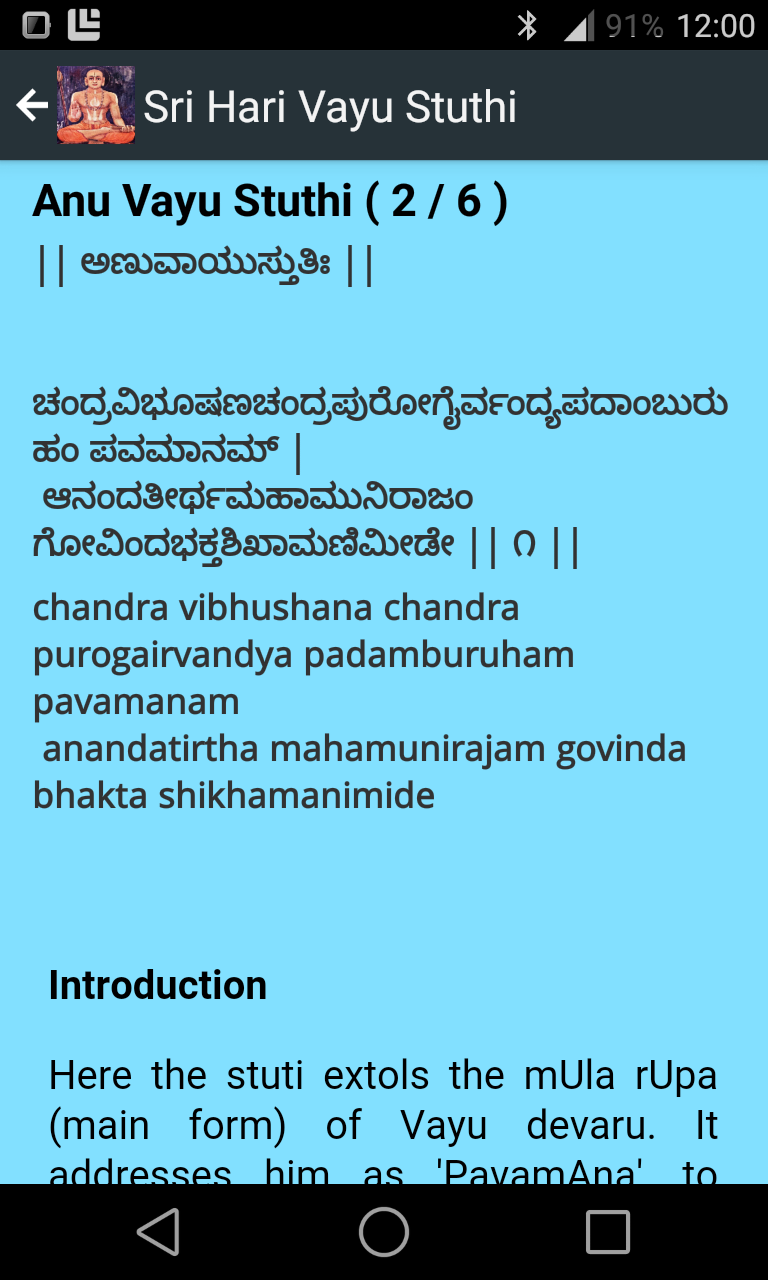 91% 12:00
Sri Hari Vayu Stuthi
Anu Vayu Stuthi ( 2 / 6 )
|| ಅಣುವಾಯುಸ್ತುತಿಃ ||
ಚಂದ್ರವಿಭೂಷಣಚಂದ್ರಪುರೋಗೈರ್ವಂದ್ಯಪದಾಂಬುರು
ಹಂ ಪವಮಾನಮ್ |
ಆನಂದತೀರ್ಥಮಹಾಮುನಿರಾಜಂ
ಗೋವಿಂದಭಕ್ತಶಿಖಾಮಣಿಮೀಡೇ || ೧ ||
chandra vibhushana chandra
purogairvandya padamburuham
pavamanam
anandatirtha mahamunirajam govinda
bhakta shikhamanimide
Introduction
Here the stuti extols the mUla rUpa
(main form) of Vayu devaru. It
addresses him as 'PavamAna', to